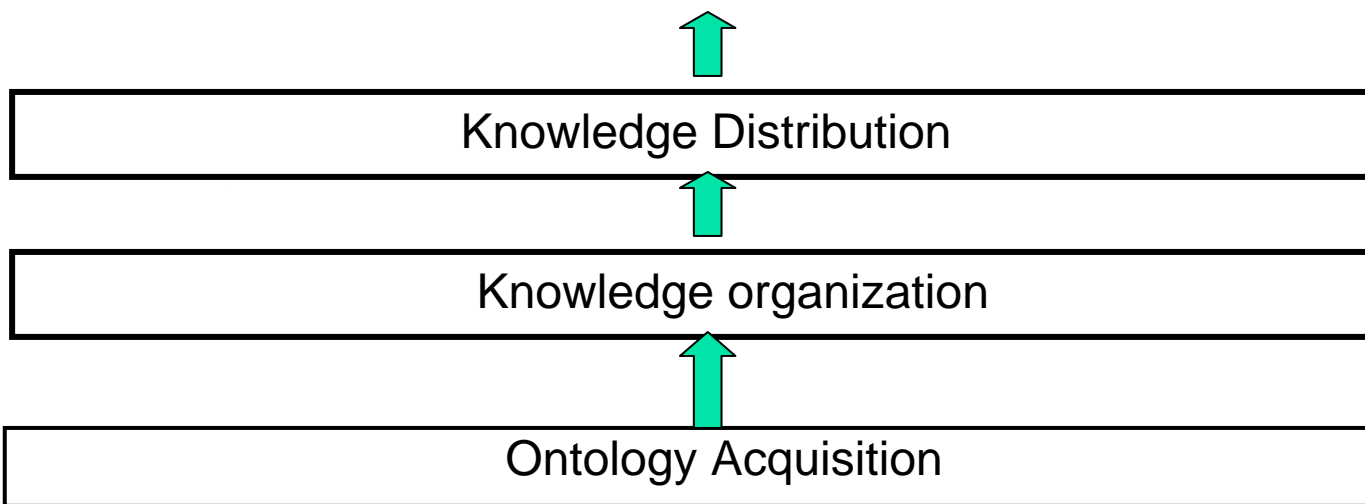 Knowledge Distribution
Knowledge organization
Ontology Acquisition